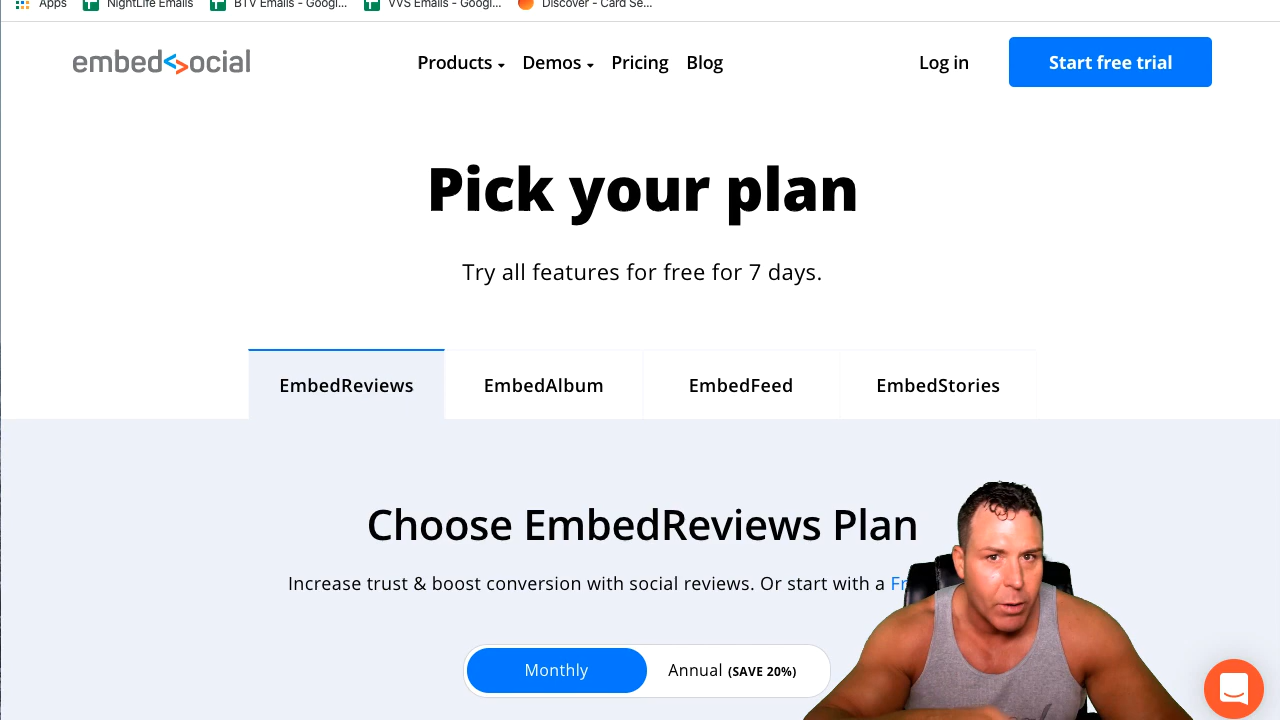 Apps NightLife Emails BTV Emails - Googl... VVS Emails - Googl... Discover - Card Se...
embed<>ocial Products Demos Pricing Blog Log in Start free trial
Pick your plan
Try all features for free for 7 days.
EmbedReviews EmbedAlbum EmbedFeed EmbedStories
Choose EmbedReviews Plan
Increase trust & boost conversion with social reviews. Or start with a
Monthly Annual (SAVE 20%)